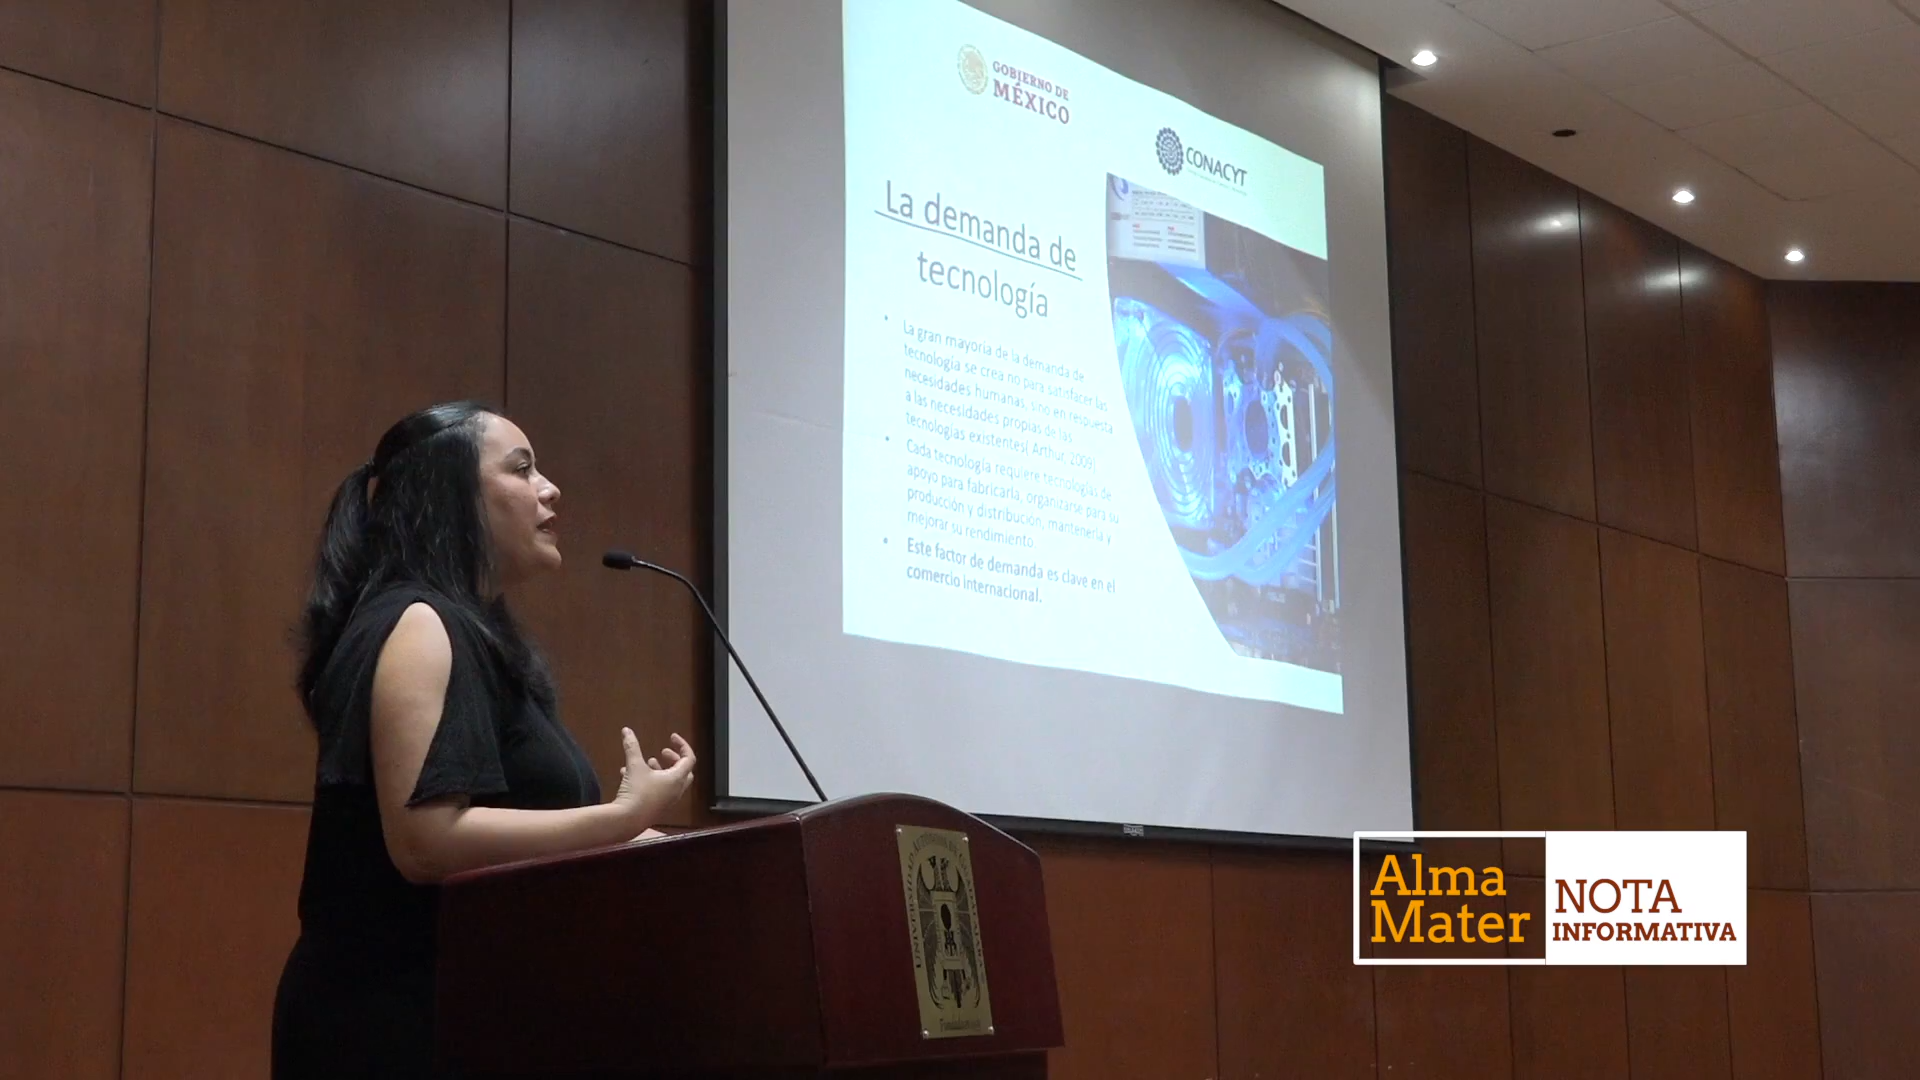 GOBIERNO DE
MÉXICO
CONACYT
La demanda de
tecnología
• La gran mayoría de la demanda de
tecnología se crea no para satisfacer las
necesidades humanas, sino en respuesta
a las necesidades propias de las
tecnologías existentes( Arthur, 2009)
• Cada tecnología requiere tecnologías de
apoyo para fabricarla, organizarse para su
producción y distribución, mantenerla y
mejorar su rendimiento.
• Este factor de demanda es clave en el
comercio internacional.
UNIVERSIDAD AUTÓNOMA DE
Alma
Mater
NOTA
INFORMATIVA